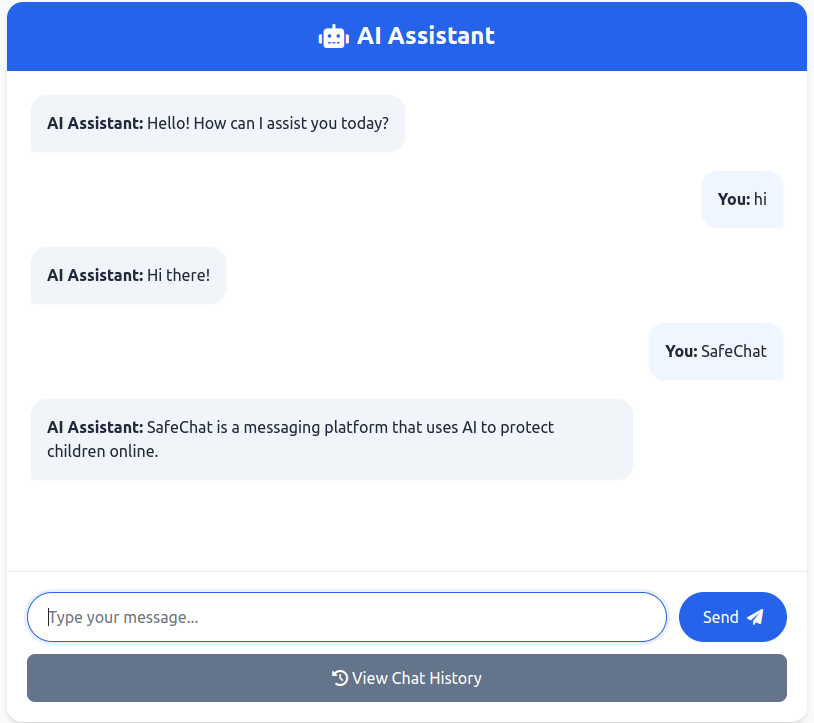 AI Assistant
AI Assistant: Hello! How can I assist you today?
You: hi
AI Assistant: Hi there!
You: SafeChat
AI Assistant: SafeChat is a messaging platform that uses AI to protect
children online.
Type your message...
Send
View Chat History